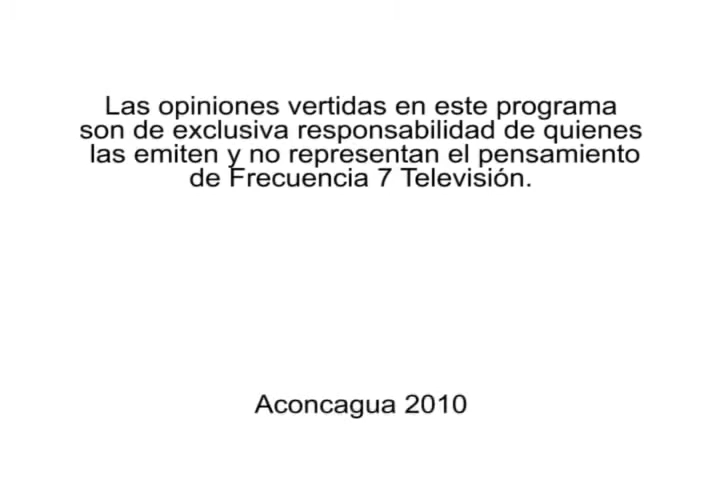 Las opiniones vertidas en este programa
son de exclusiva responsabilidad de quienes
las emiten y no representan el pensamiento
de Frecuencia 7 Televisión.
Aconcagua 2010